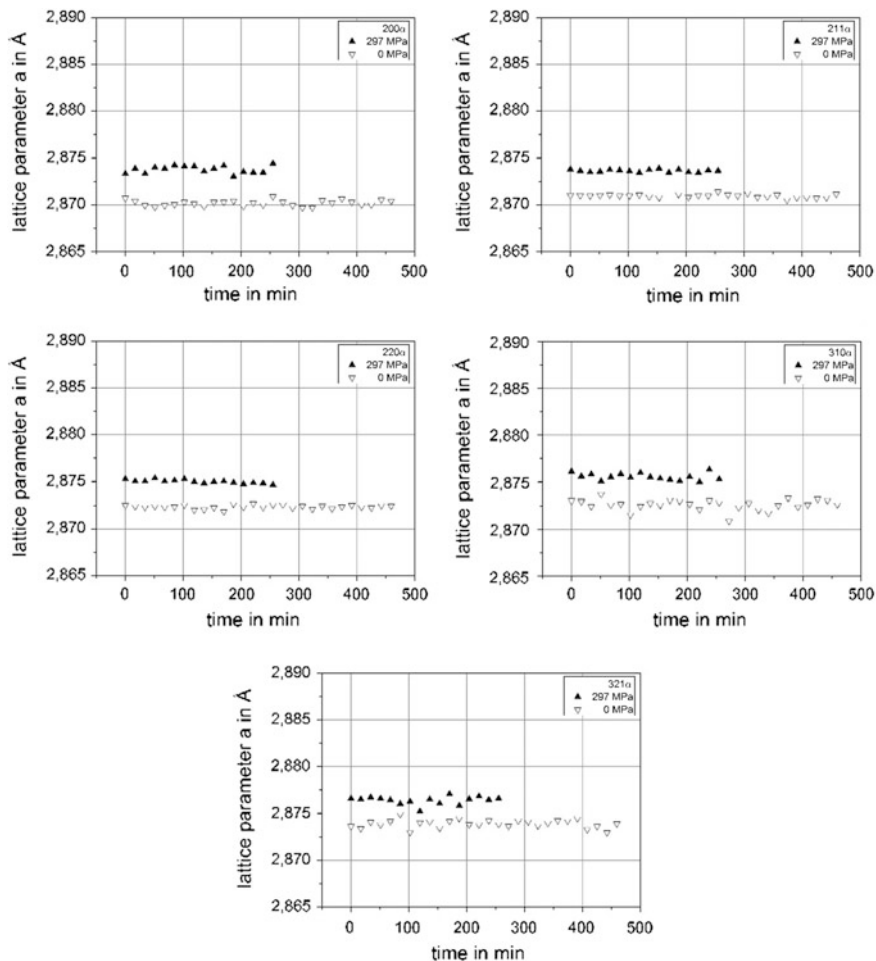 lattice parameter a in Å
2,890
2,885
2,880
2,875
2,870
2,865
200α
▲ 297 MPa
▽ 0 MPa
0 100 200 300 400 500
time in min
lattice parameter a in Å
2,890
2,885
2,880
2,875
2,870
2,865
211α
▲ 297 MPa
▽ 0 MPa
0 100 200 300 400 500
time in min
lattice parameter a in Å
2,890
2,885
2,880
2,875
2,870
2,865
220α
▲ 297 MPa
▽ 0 MPa
0 100 200 300 400 500
time in min
lattice parameter a in Å
2,890
2,885
2,880
2,875
2,870
2,865
310α
▲ 297 MPa
▽ 0 MPa
0 100 200 300 400 500
time in min
lattice parameter a in Å
2,890
2,885
2,880
2,875
2,870
2,865
321α
▲ 297 MPa
▽ 0 MPa
0 100 200 300 400 500
time in min